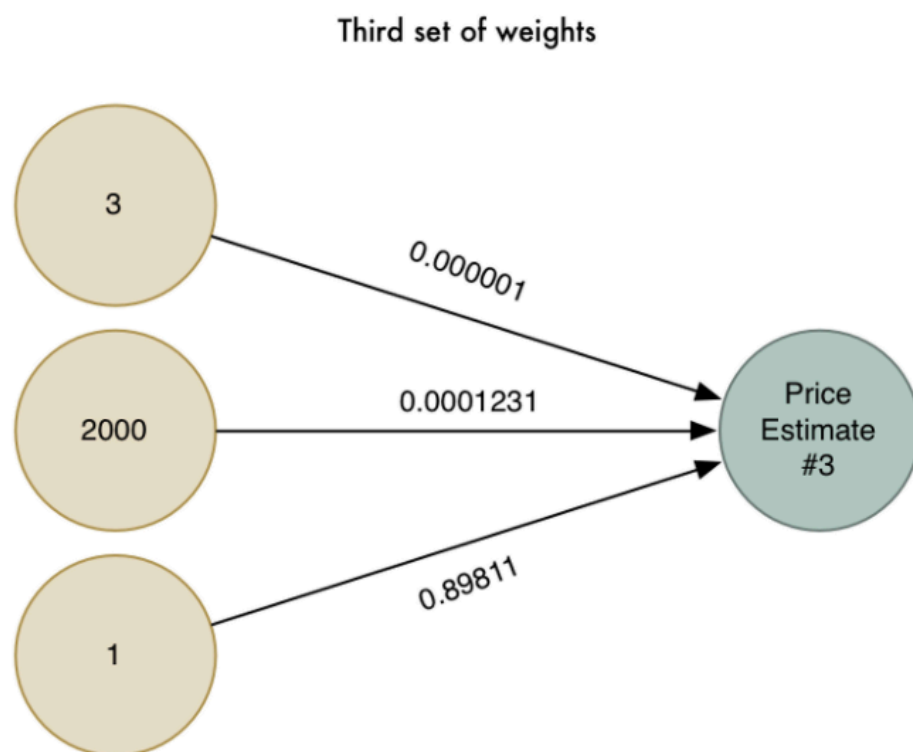 Third set of weights
3
0.000001
2000
0.0001231
Price
Estimate
#3
1
0.89811